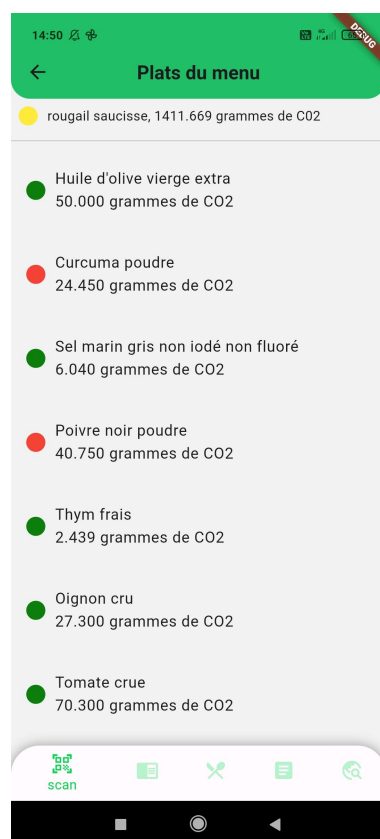 14:50
DEBUG
Plats du menu
rougail saucisse, 1411.669 grammes de C02
Huile d'olive vierge extra
50.000 grammes de CO2
Curcuma poudre
24.450 grammes de CO2
Sel marin gris non iodé non fluoré
6.040 grammes de CO2
Poivre noir poudre
40.750 grammes de CO2
Thym frais
2.439 grammes de CO2
Oignon cru
27.300 grammes de CO2
Tomate crue
70.300 grammes de CO2
scan